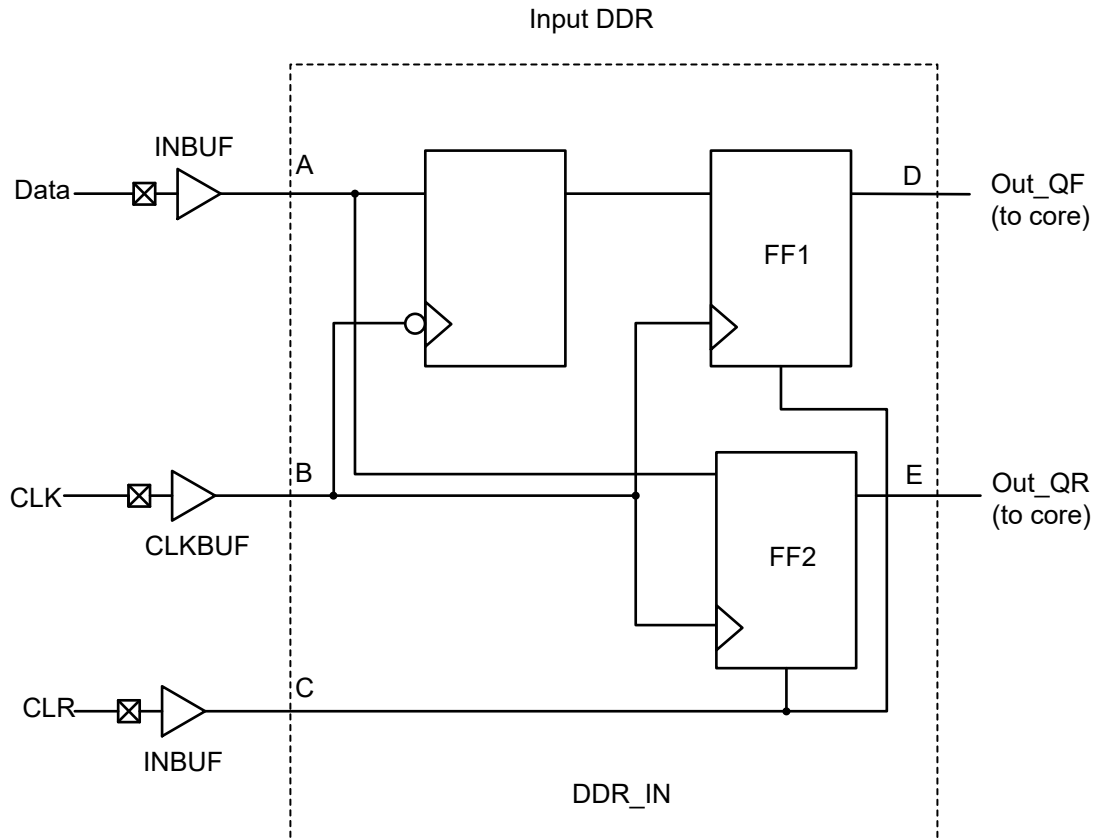 Input DDR
INBUF
A
Data
D
Out_QF
(to core)
FF1
B
CLK
CLKBUF
E
Out_QR
(to core)
FF2
C
CLR
INBUF
DDR_IN